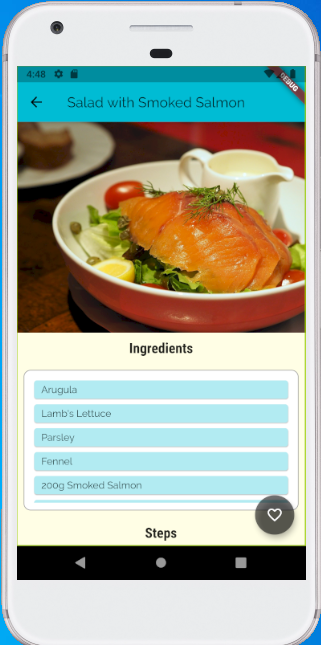 4:48
DEBUG
Salad with Smoked Salmon
Ingredients
Arugula
Lamb's Lettuce
Parsley
Fennel
200g Smoked Salmon
Steps